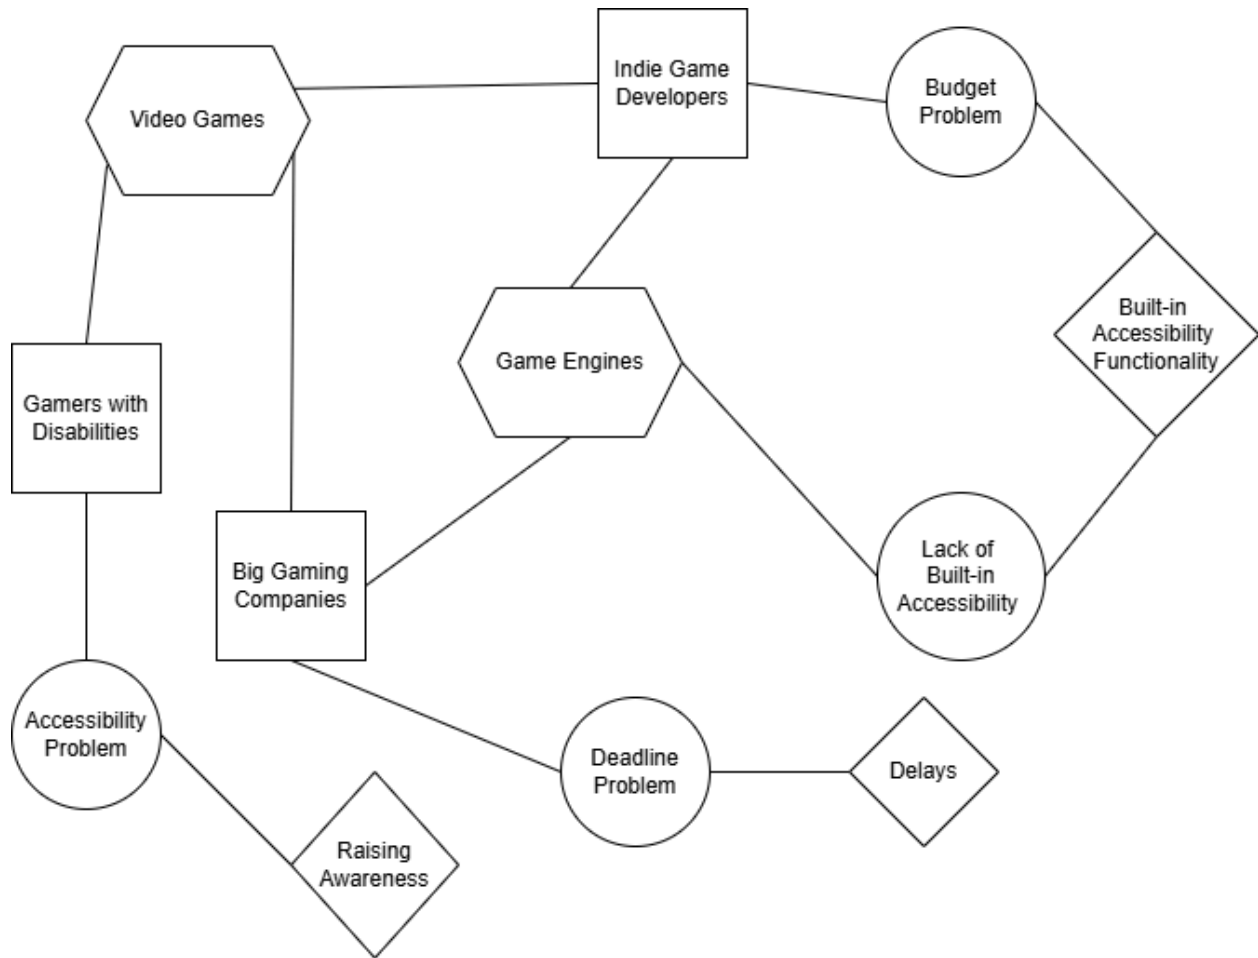 Indie Game
Developers
Budget
Problem
Video Games
Built-in
Accessibility
Functionality
Game Engines
Gamers with
Disabilities
Lack of
Built-in
Accessibility
Big Gaming
Companies
Accessibility
Problem
Deadline
Problem
Delays
Raising
Awareness